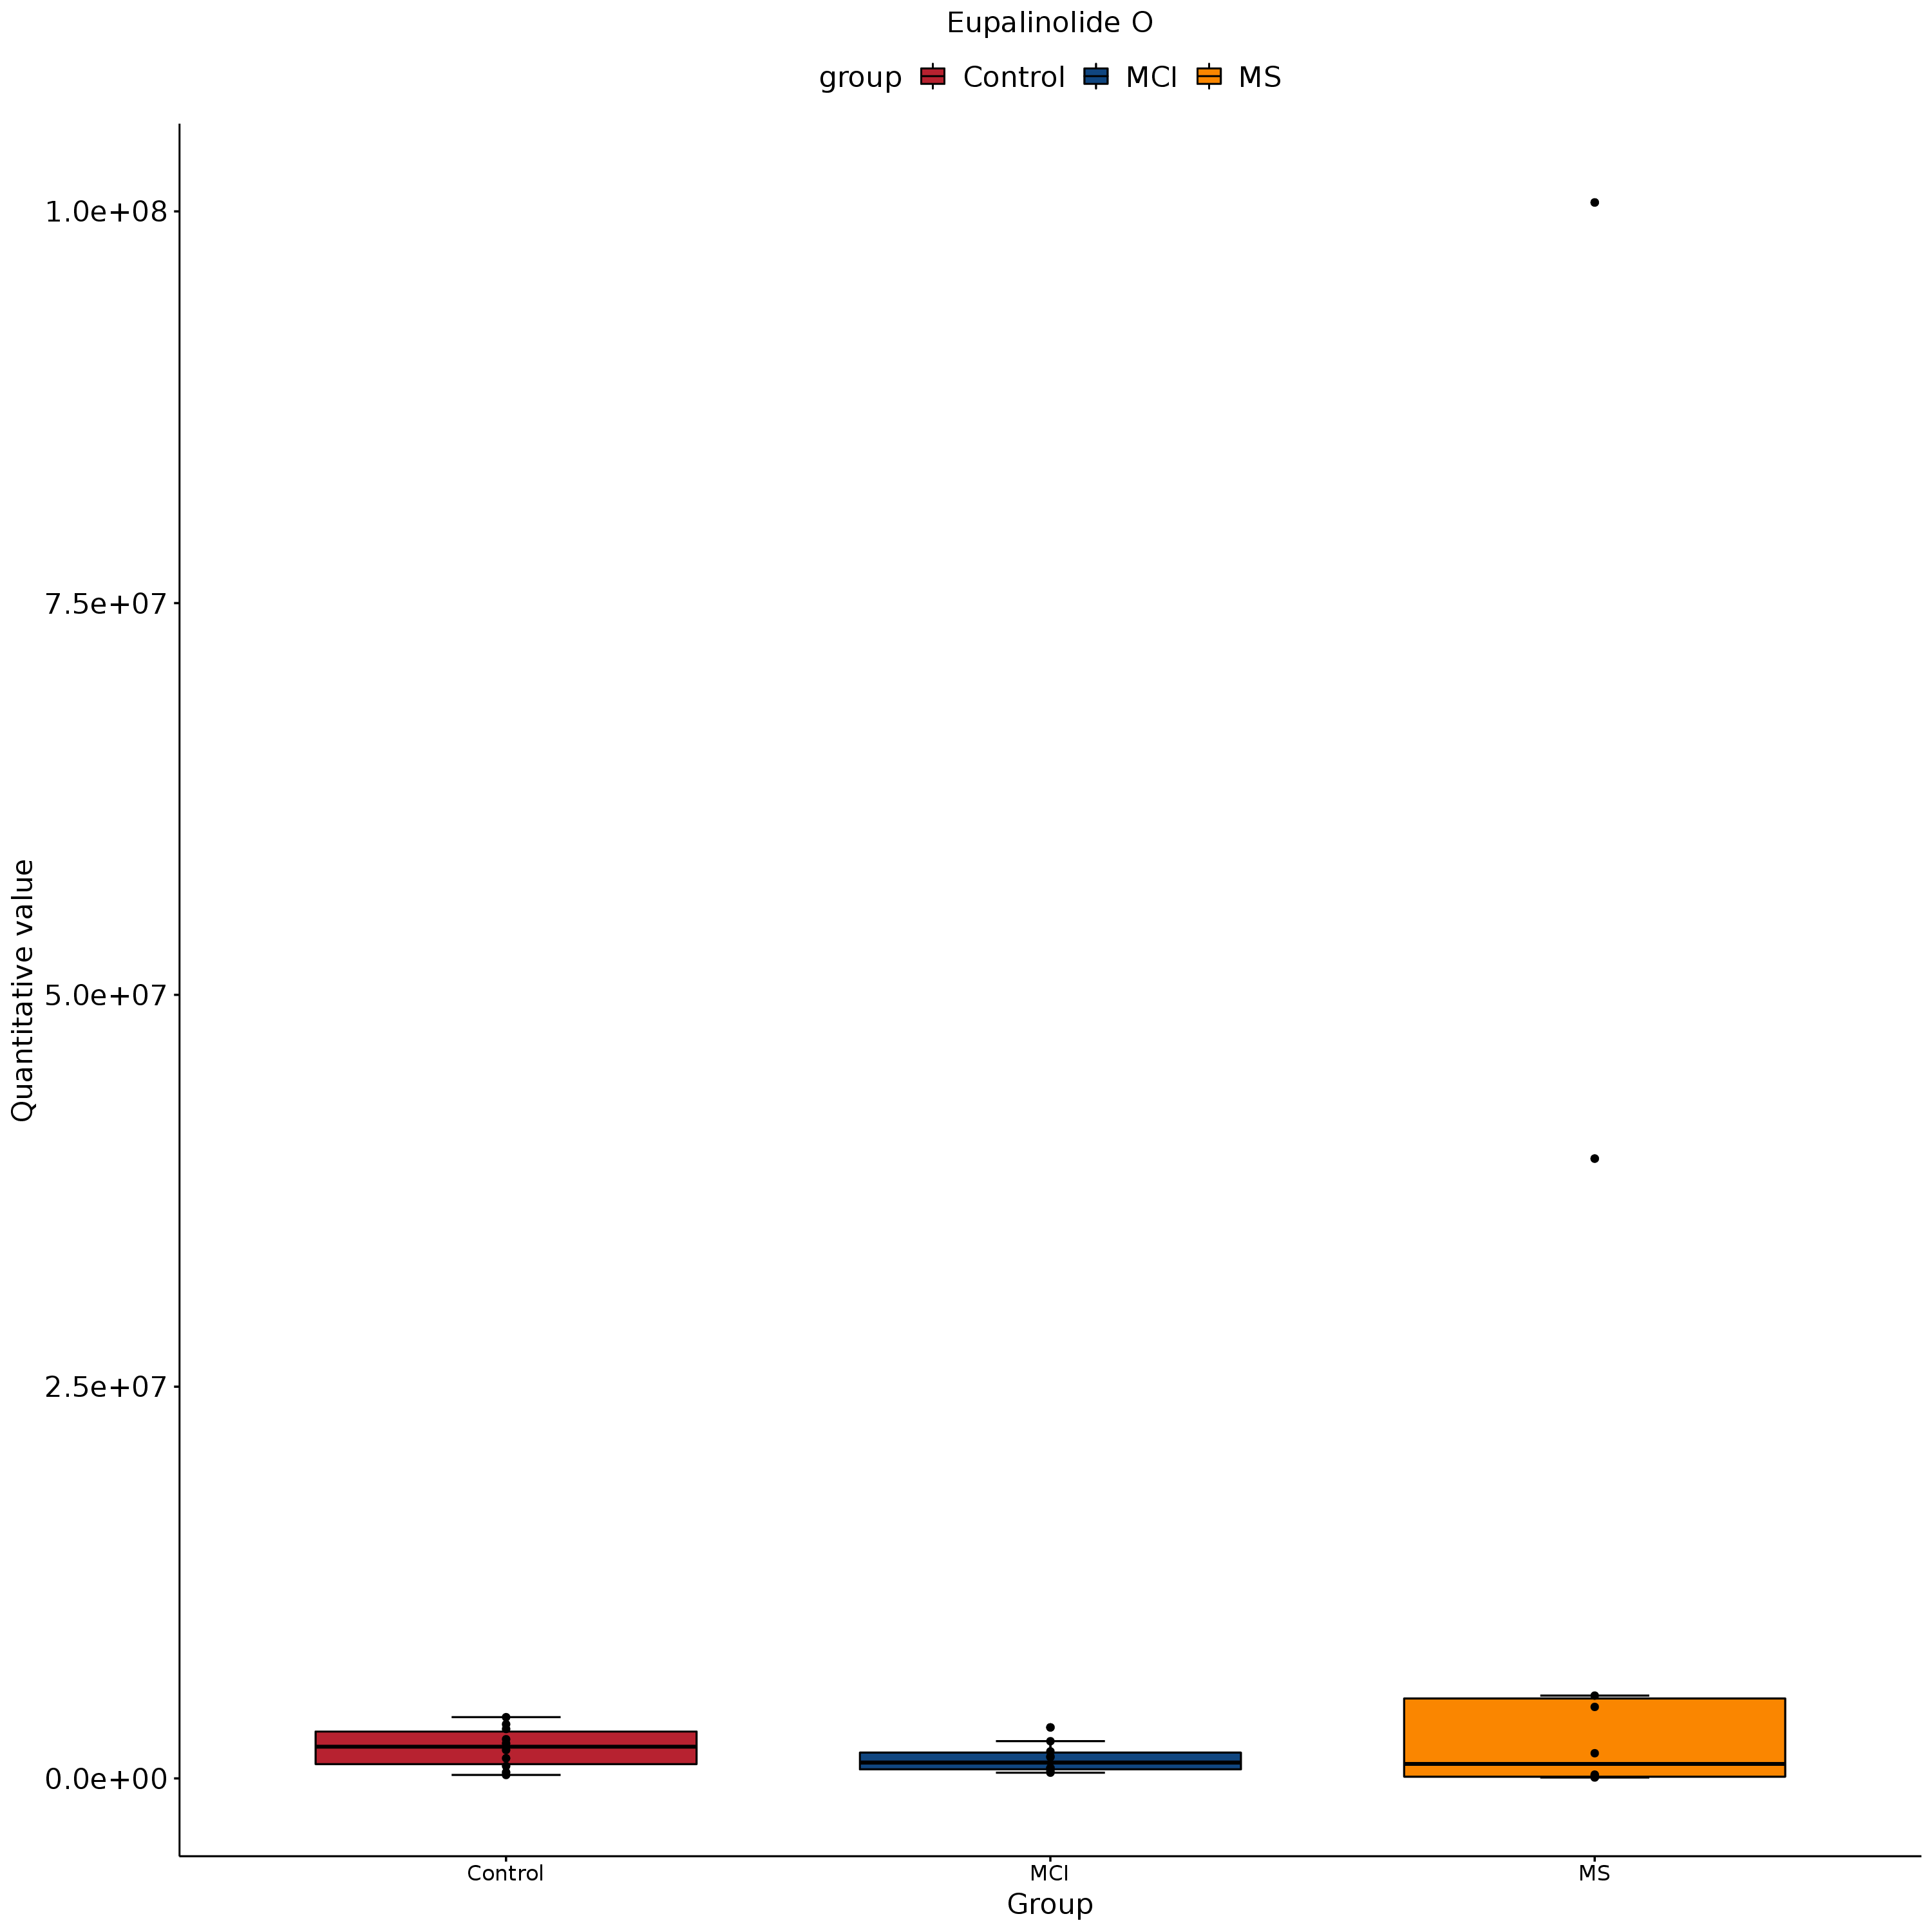 Eupalinolide O
group Control MCI MS
1.0e+08
7.5e+07
5.0e+07
2.5e+07
0.0e+00
Quantitative value
Control MCI MS
Group